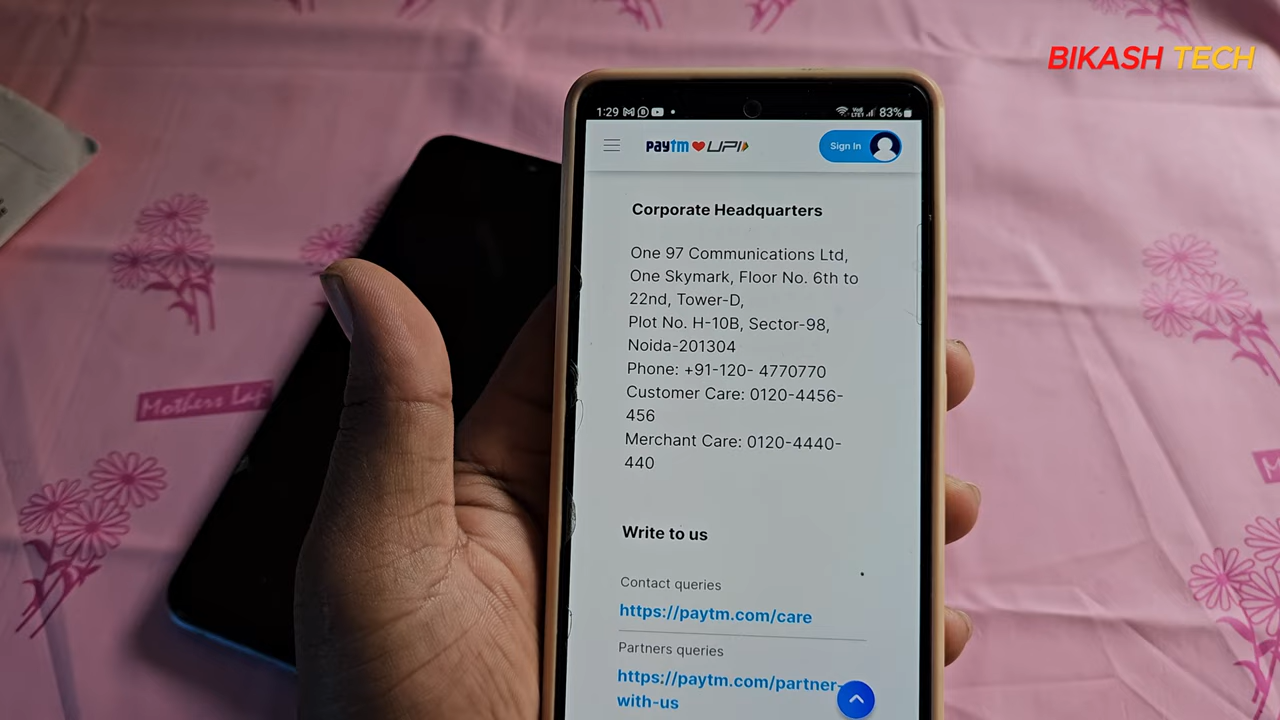 BIKASH TECH
1:29
83%
paytm UPI
Sign In
Corporate Headquarters
One 97 Communications Ltd,
One Skymark, Floor No. 6th to
22nd, Tower-D,
Plot No. H-10B, Sector-98,
Noida-201304
Phone: +91-120- 4770770
Customer Care: 0120-4456-
456
Merchant Care: 0120-4440-
440
Write to us
Contact queries
https://paytm.com/care
Partners queries
https://paytm.com/partner-
with-us
Mothers